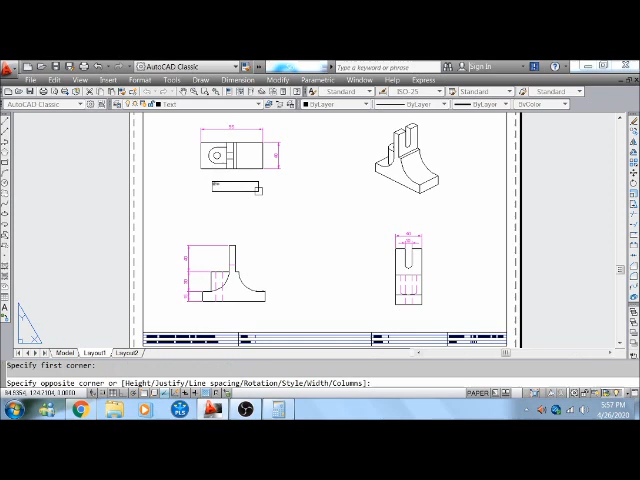 AutoCAD Classic
Type a keyword or phrase
Sign In
File Edit View Insert Format Tools Draw Dimension Modify Parametric Window Help Express
AutoCAD Classic
Text
Standard
ISO-25
Standard
Standard
ByLayer
ByLayer
ByLayer
ByColor
Y
X
Model Layout1 Layout2
Specify first corner:
Specify opposite corner or [Height/Justify/Line spacing/Rotation/Style/Width/Columns]:
PAPER
PLS
5:57 PM
4/26/2020